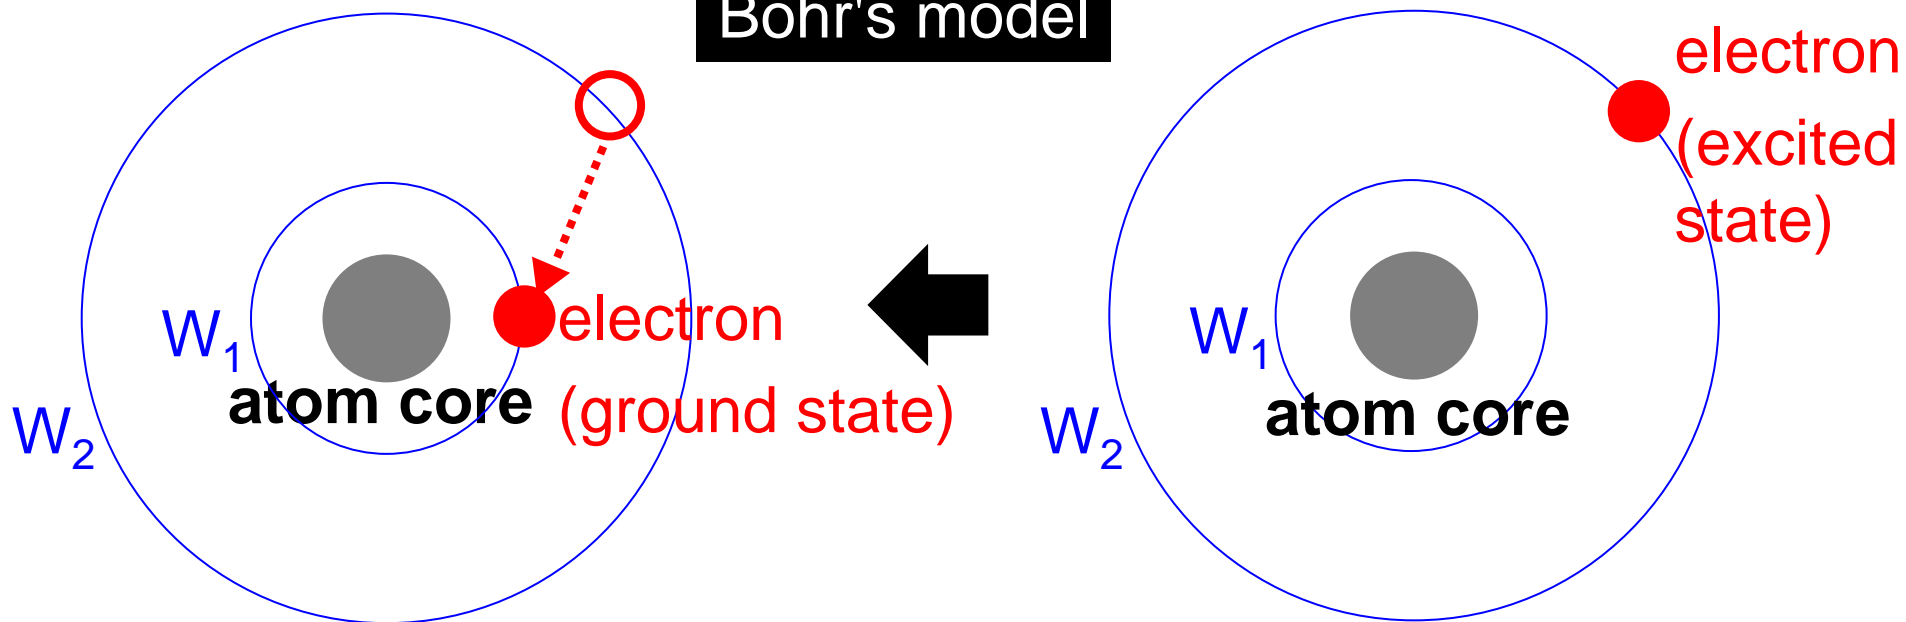 Bohr's model
W1
W2
atom core
electron
(ground state)
electron
(excited
state)
W1
W2
atom core